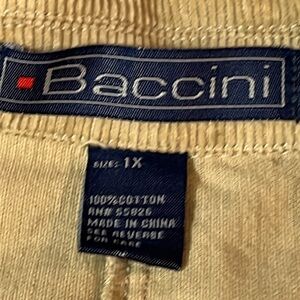 Baccini
SIZE: 1X
100% COTTON
RN# 55826
MADE IN CHINA
SEE REVERSE
FOR CARE